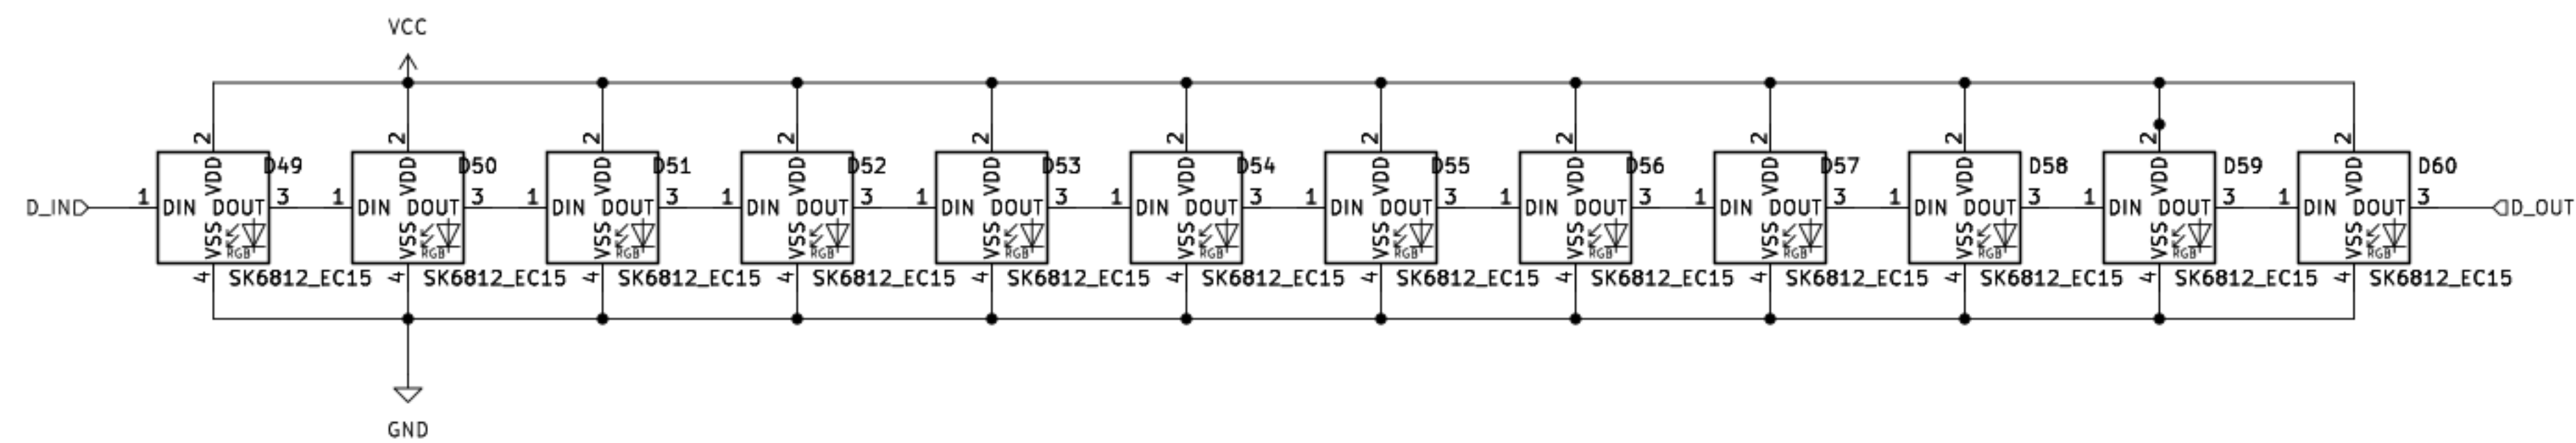 VCC
2 2 2 2 2 2 2 2 2 2 2 2
D49 D50 D51 D52 D53 D54 D55 D56 D57 D58 D59 D60
VDD VDD VDD VDD VDD VDD VDD VDD VDD VDD VDD VDD
D_IN 1 DIN DOUT 3 1 DIN DOUT 3 1 DIN DOUT 3 1 DIN DOUT 3 1 DIN DOUT 3 1 DIN DOUT 3 1 DIN DOUT 3 1 DIN DOUT 3 1 DIN DOUT 3 1 DIN DOUT 3 1 DIN DOUT 3 1 DIN DOUT 3 D_OUT
VSS RGB VSS RGB VSS RGB VSS RGB VSS RGB VSS RGB VSS RGB VSS RGB VSS RGB VSS RGB VSS RGB VSS RGB
4 SK6812_EC15 4 SK6812_EC15 4 SK6812_EC15 4 SK6812_EC15 4 SK6812_EC15 4 SK6812_EC15 4 SK6812_EC15 4 SK6812_EC15 4 SK6812_EC15 4 SK6812_EC15 4 SK6812_EC15 4 SK6812_EC15
GND